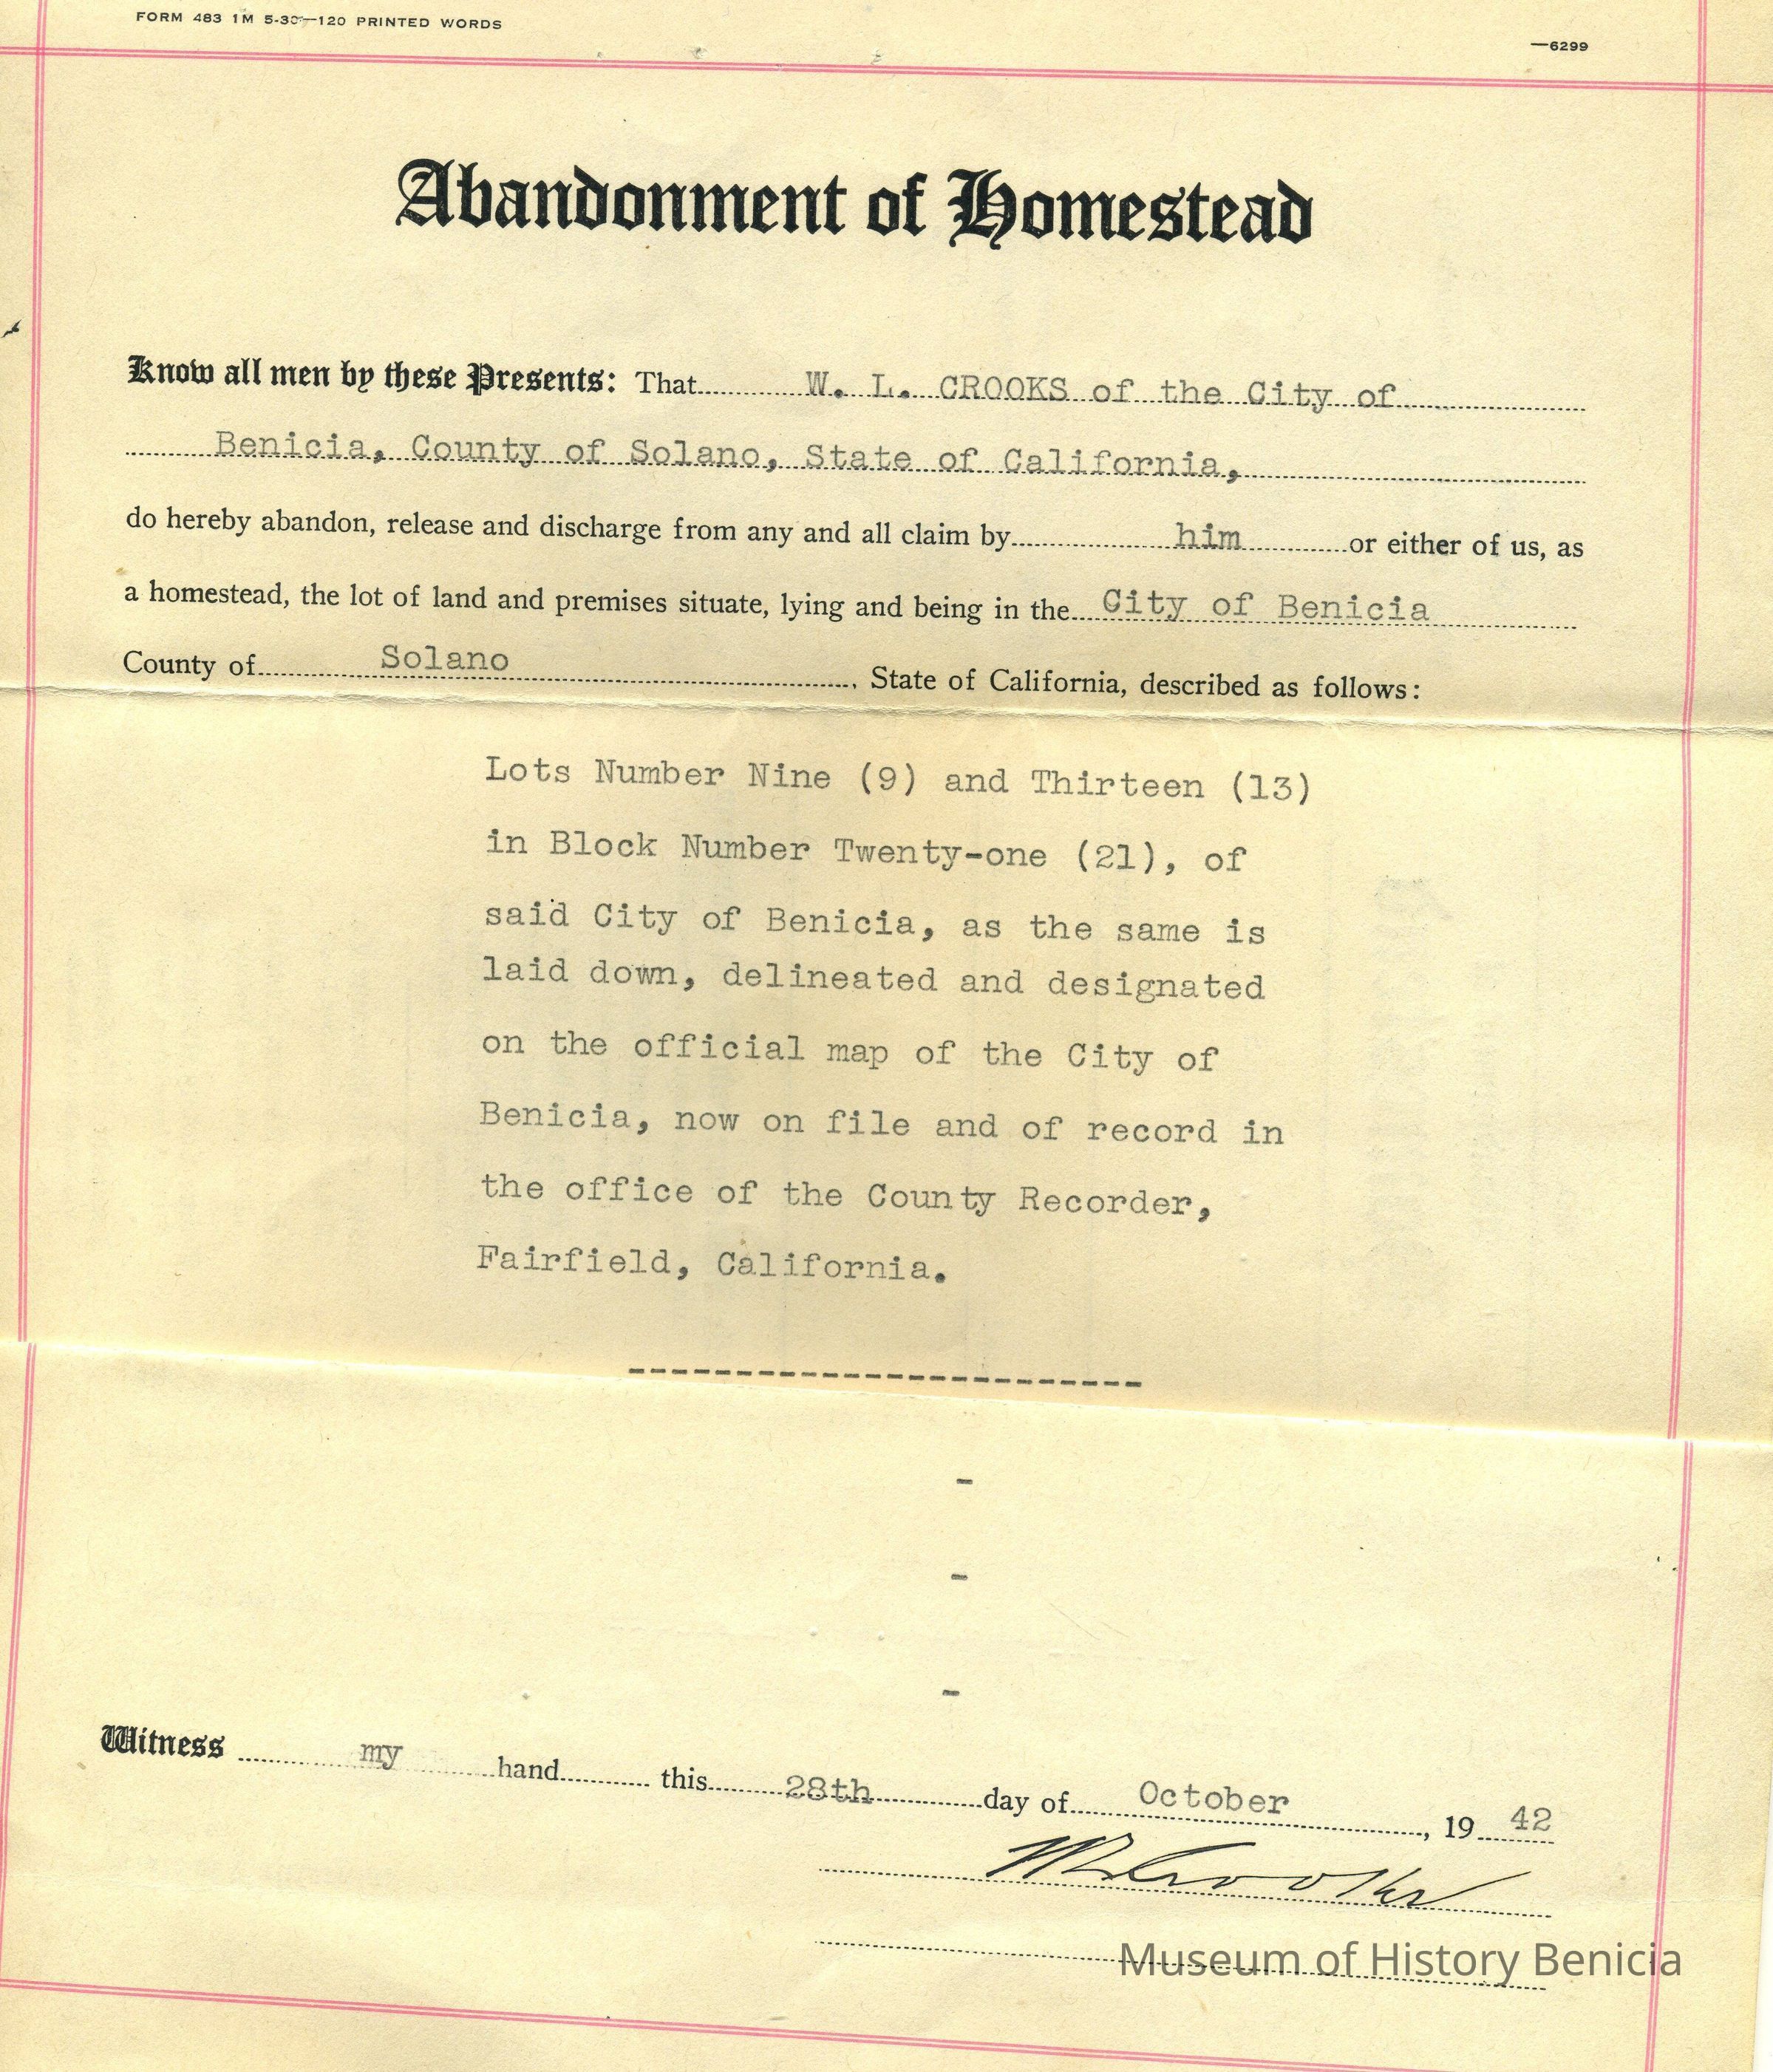 FORM 483 1M 5-30—120 PRINTED WORDS
—6299
Abandonment of Homestead
Know all men by these Presents: That W. L. CROOKS of the City of
Benicia, County of Solano, State of California,
do hereby abandon, release and discharge from any and all claim by him or either of us, as
a homestead, the lot of land and premises situate, lying and being in the City of Benicia
County of Solano, State of California, described as follows:
Lots Number Nine (9) and Thirteen (13)
in Block Number Twenty-one (21), of
said City of Benicia, as the same is
laid down, delineated and designated
on the official map of the City of
Benicia, now on file and of record in
the office of the County Recorder,
Fairfield, California.
Witness my hand this 28th day of October, 19 42
W L Crooks
Museum of History Benicia